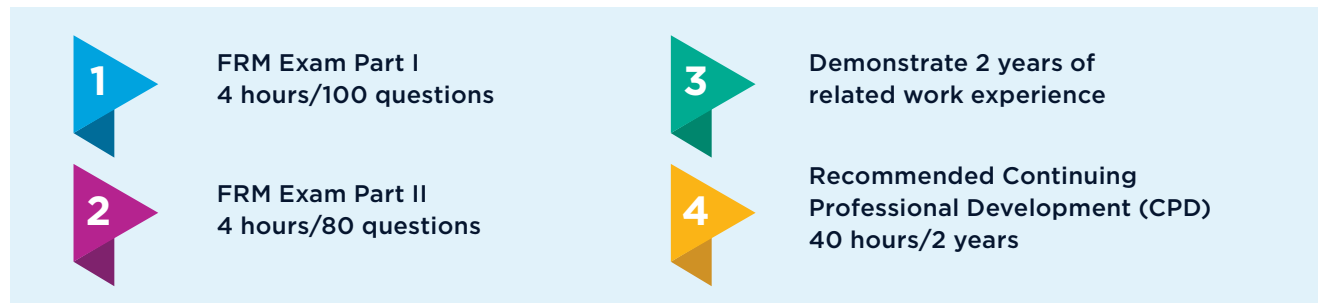 1
FRM Exam Part I
4 hours/100 questions
2
FRM Exam Part II
4 hours/80 questions
3
Demonstrate 2 years of
related work experience
4
Recommended Continuing
Professional Development (CPD)
40 hours/2 years